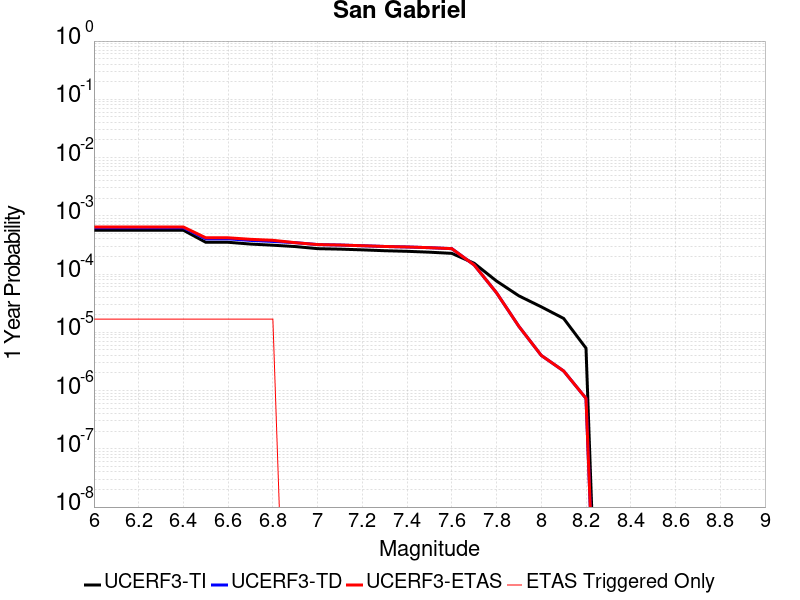 San Gabriel
10^0
10^-1
10^-2
10^-3
10^-4
10^-5
10^-6
10^-7
10^-8
1 Year Probability
6 6.2 6.4 6.6 6.8 7 7.2 7.4 7.6 7.8 8 8.2 8.4 8.6 8.8 9
Magnitude
UCERF3-TI UCERF3-TD UCERF3-ETAS ETAS Triggered Only